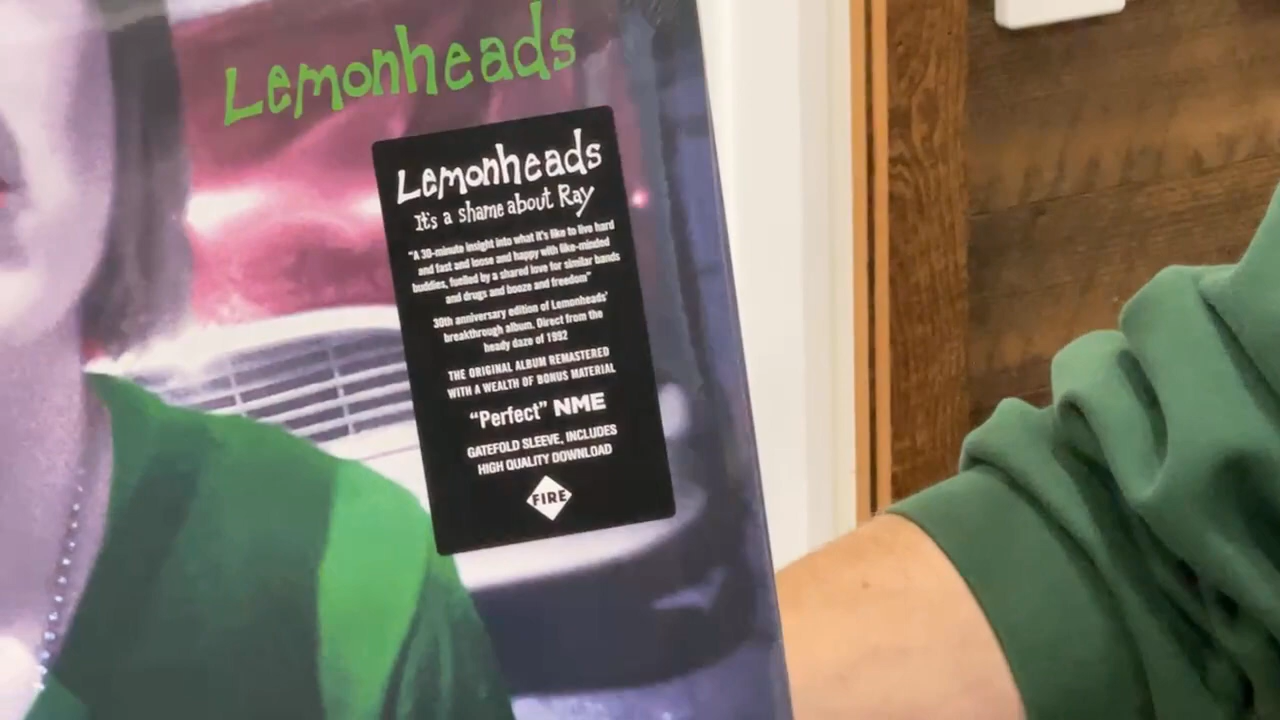 Lemonheads
Lemonheads
It's a shame about Ray
"A 30-minute insight into what it's like to live hard
and fast and loose and happy with like-minded
buddies, fuelled by a shared love for similar bands
and drugs and booze and freedom"
30th anniversary edition of Lemonheads'
breakthrough album. Direct from the
heady daze of 1992
THE ORIGINAL ALBUM REMASTERED
WITH A WEALTH OF BONUS MATERIAL
"Perfect" NME
GATEFOLD SLEEVE, INCLUDES
HIGH QUALITY DOWNLOAD
FIRE